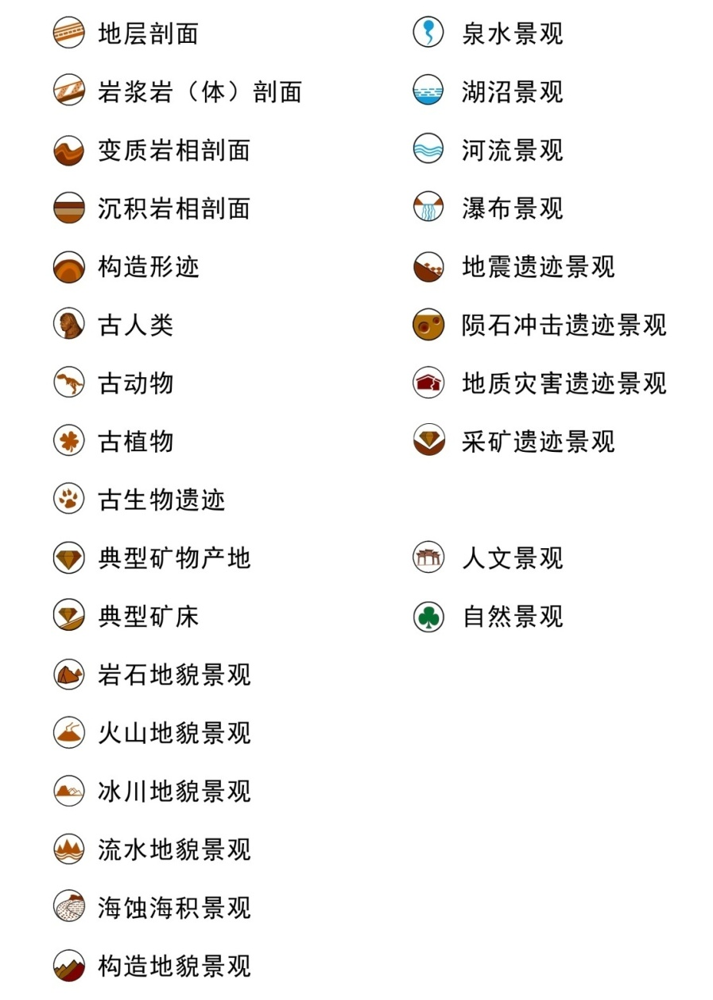 地层剖面
岩浆岩（体）剖面
变质岩相剖面
沉积岩相剖面
构造形迹
古人类
古动物
古植物
古生物遗迹
典型矿物产地
典型矿床
岩石地貌景观
火山地貌景观
冰川地貌景观
流水地貌景观
海蚀海积景观
构造地貌景观
泉水景观
湖沼景观
河流景观
瀑布景观
地震遗迹景观
陨石冲击遗迹景观
地质灾害遗迹景观
采矿遗迹景观
人文景观
自然景观